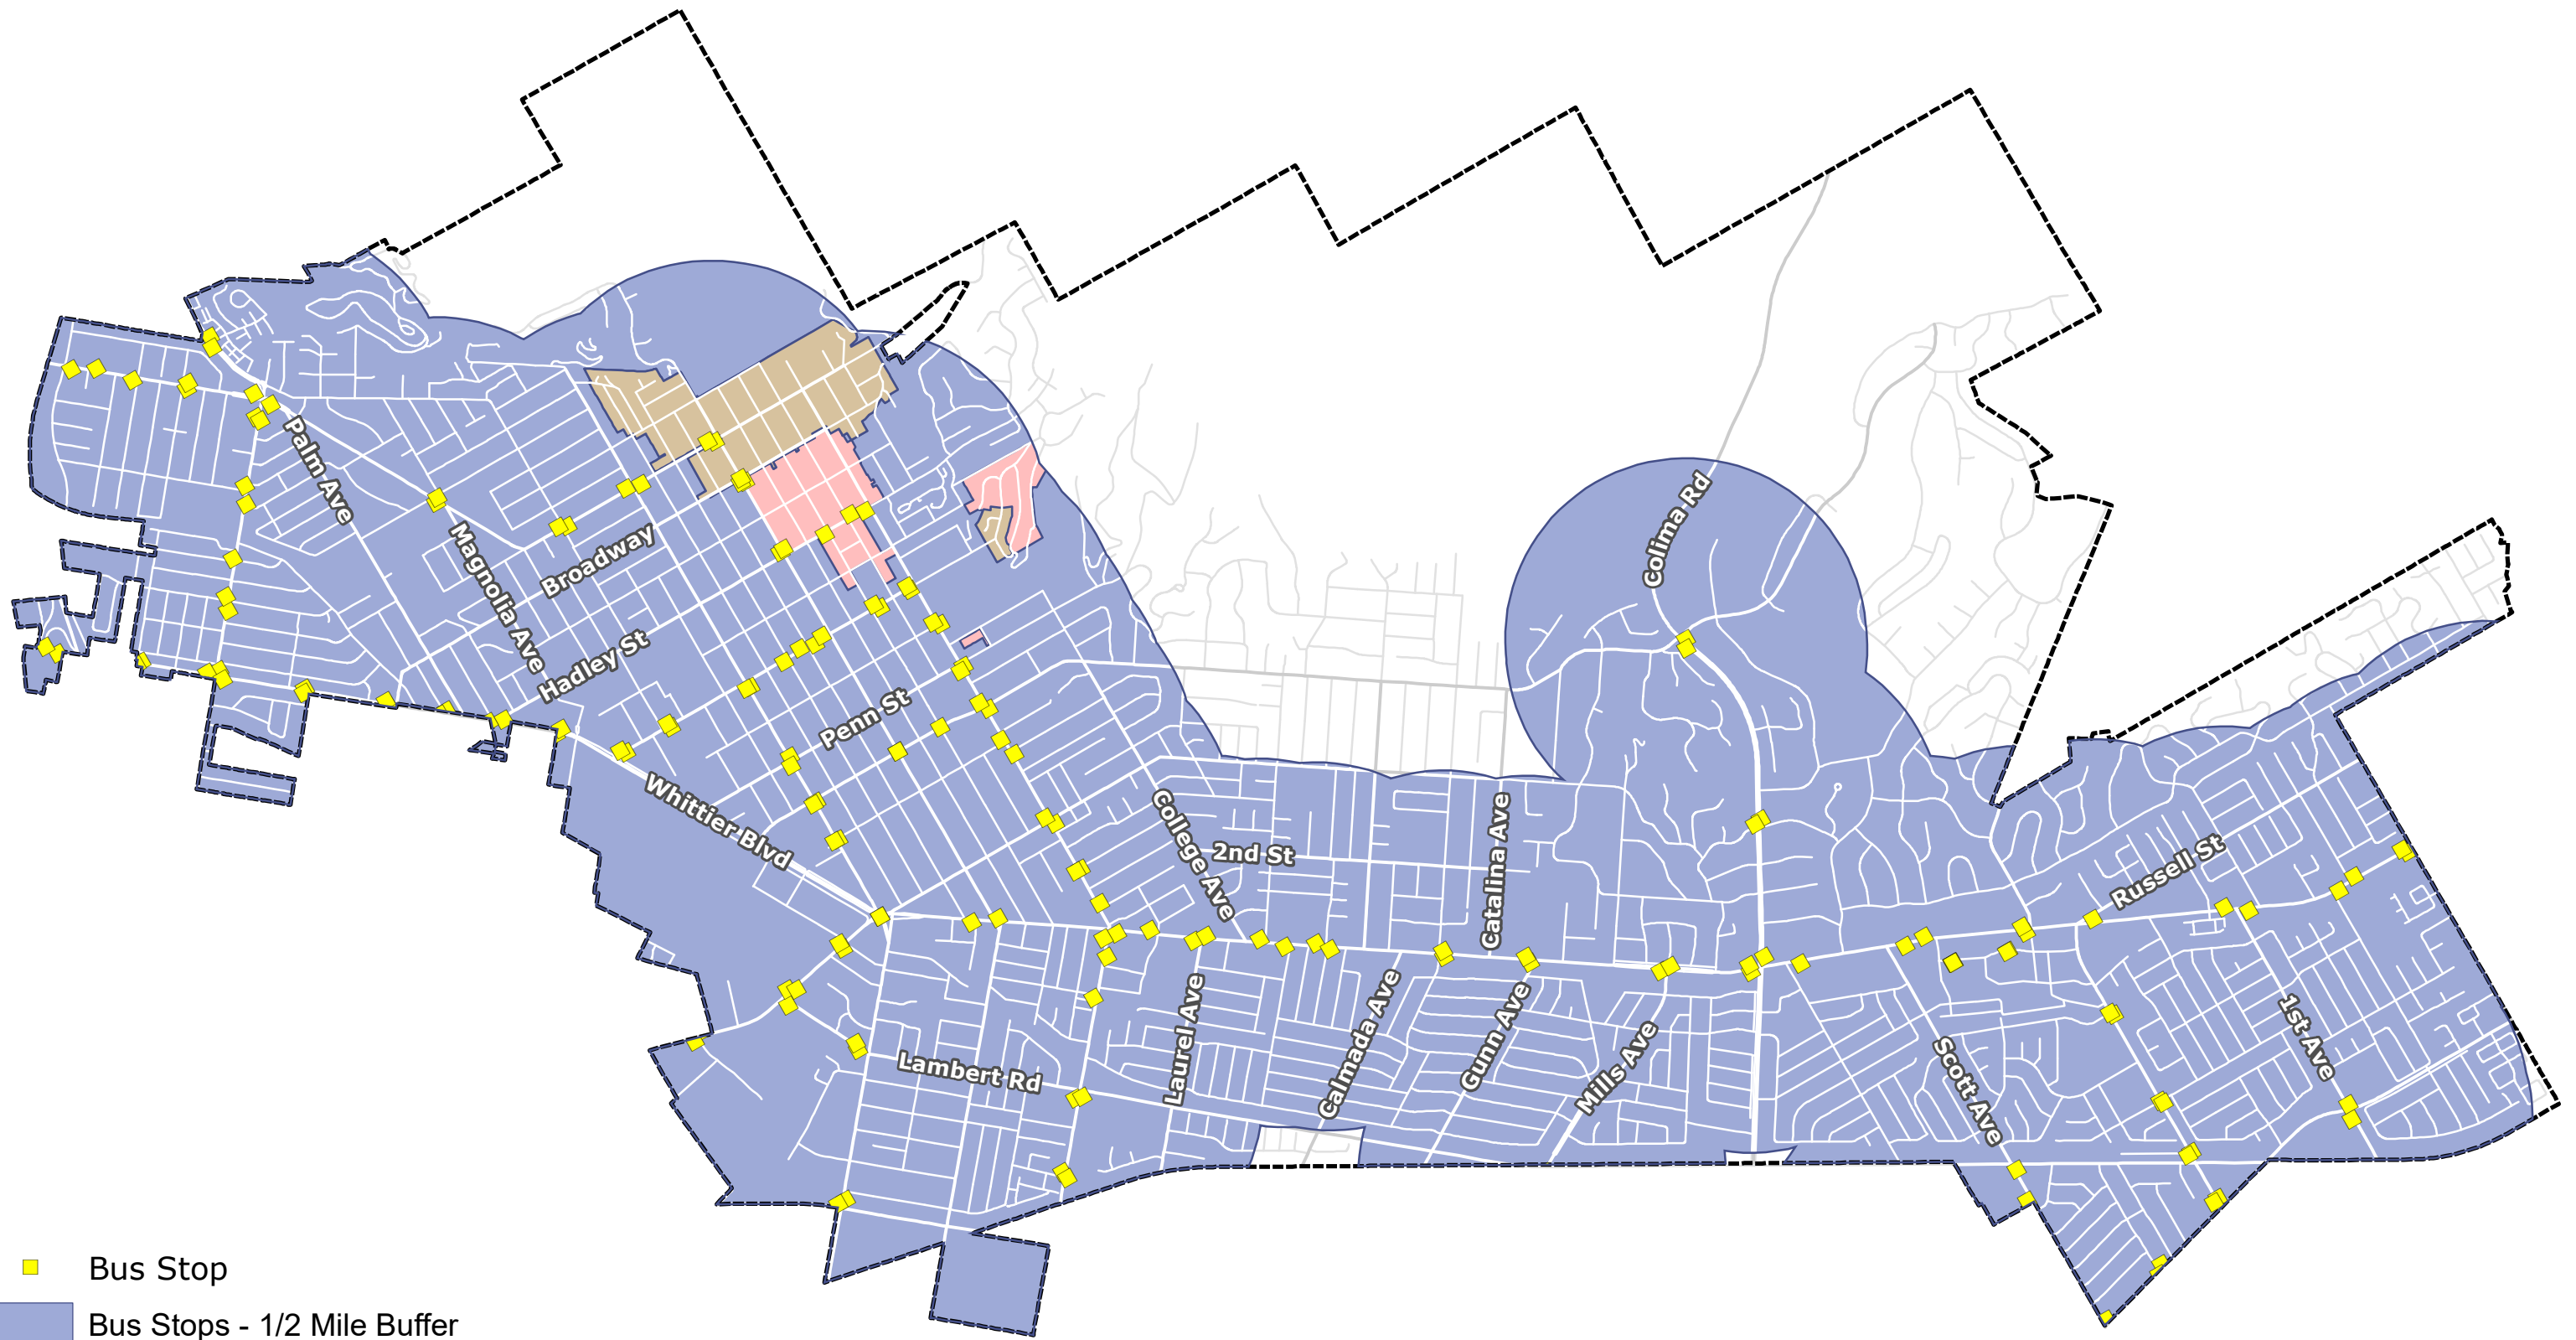 Colima Rd
Palm Ave
Magnolia Ave
Broadway
Hadley St
Penn St
Whittier Blvd
College Ave
2nd St
Catalina Ave
Russell St
Laurel Ave
Calmada Ave
Gunn Ave
Mills Ave
Lambert Rd
Scott Ave
1st Ave
Bus Stop
Bus Stops - 1/2 Mile Buffer